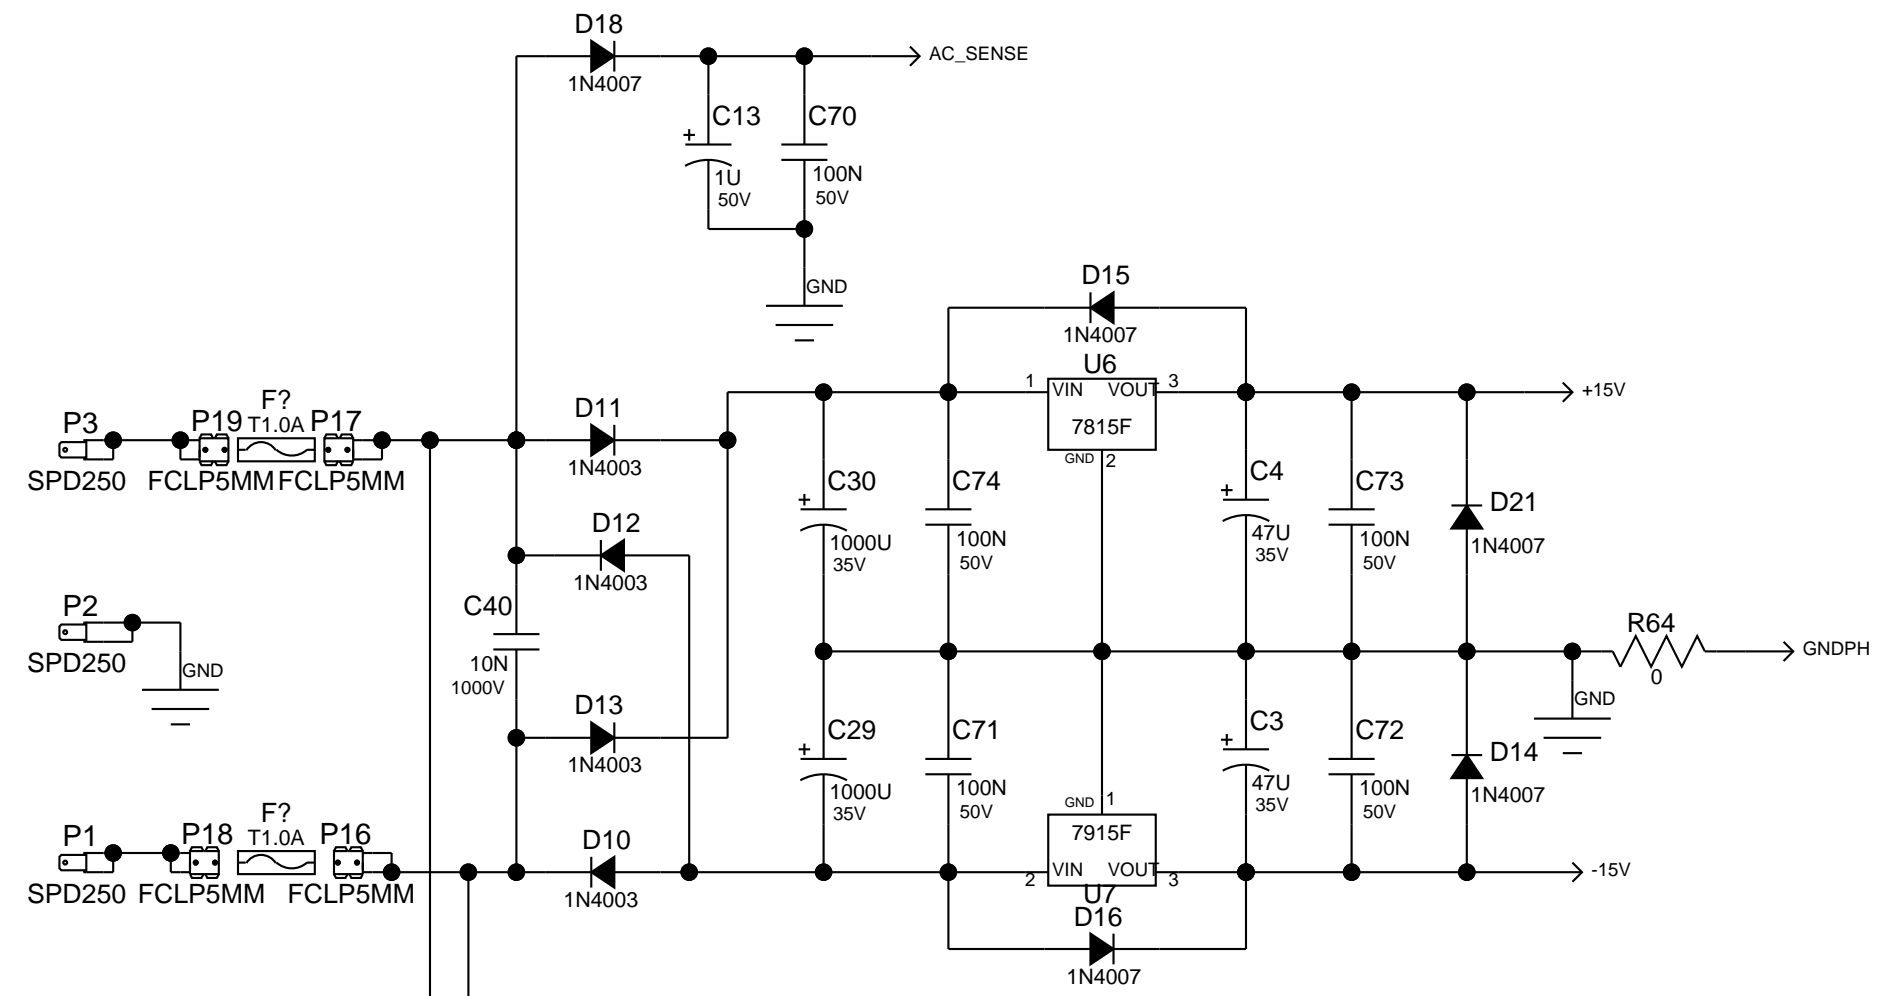 D18
1N4007
AC_SENSE
C13
+
1U
50V
C70
100N
50V
GND
D15
1N4007
U6
1 VIN VOUT 3
7815F
GND 2
+15V
P3
SPD250
P19
FCLP5MM
F?
T1.0A
P17
FCLP5MM
D11
1N4003
D12
1N4003
C30
+
1000U
35V
C74
100N
50V
C4
+
47U
35V
C73
100N
50V
D21
1N4007
P2
SPD250
GND
C40
10N
1000V
D13
1N4003
R64
0
GNDPH
GND
C29
+
1000U
35V
C71
100N
50V
C3
+
47U
35V
C72
100N
50V
D14
1N4007
P1
SPD250
P18
FCLP5MM
F?
T1.0A
P16
FCLP5MM
D10
1N4003
GND 1
7915F
2 VIN VOUT 3
U7
-15V
D16
1N4007